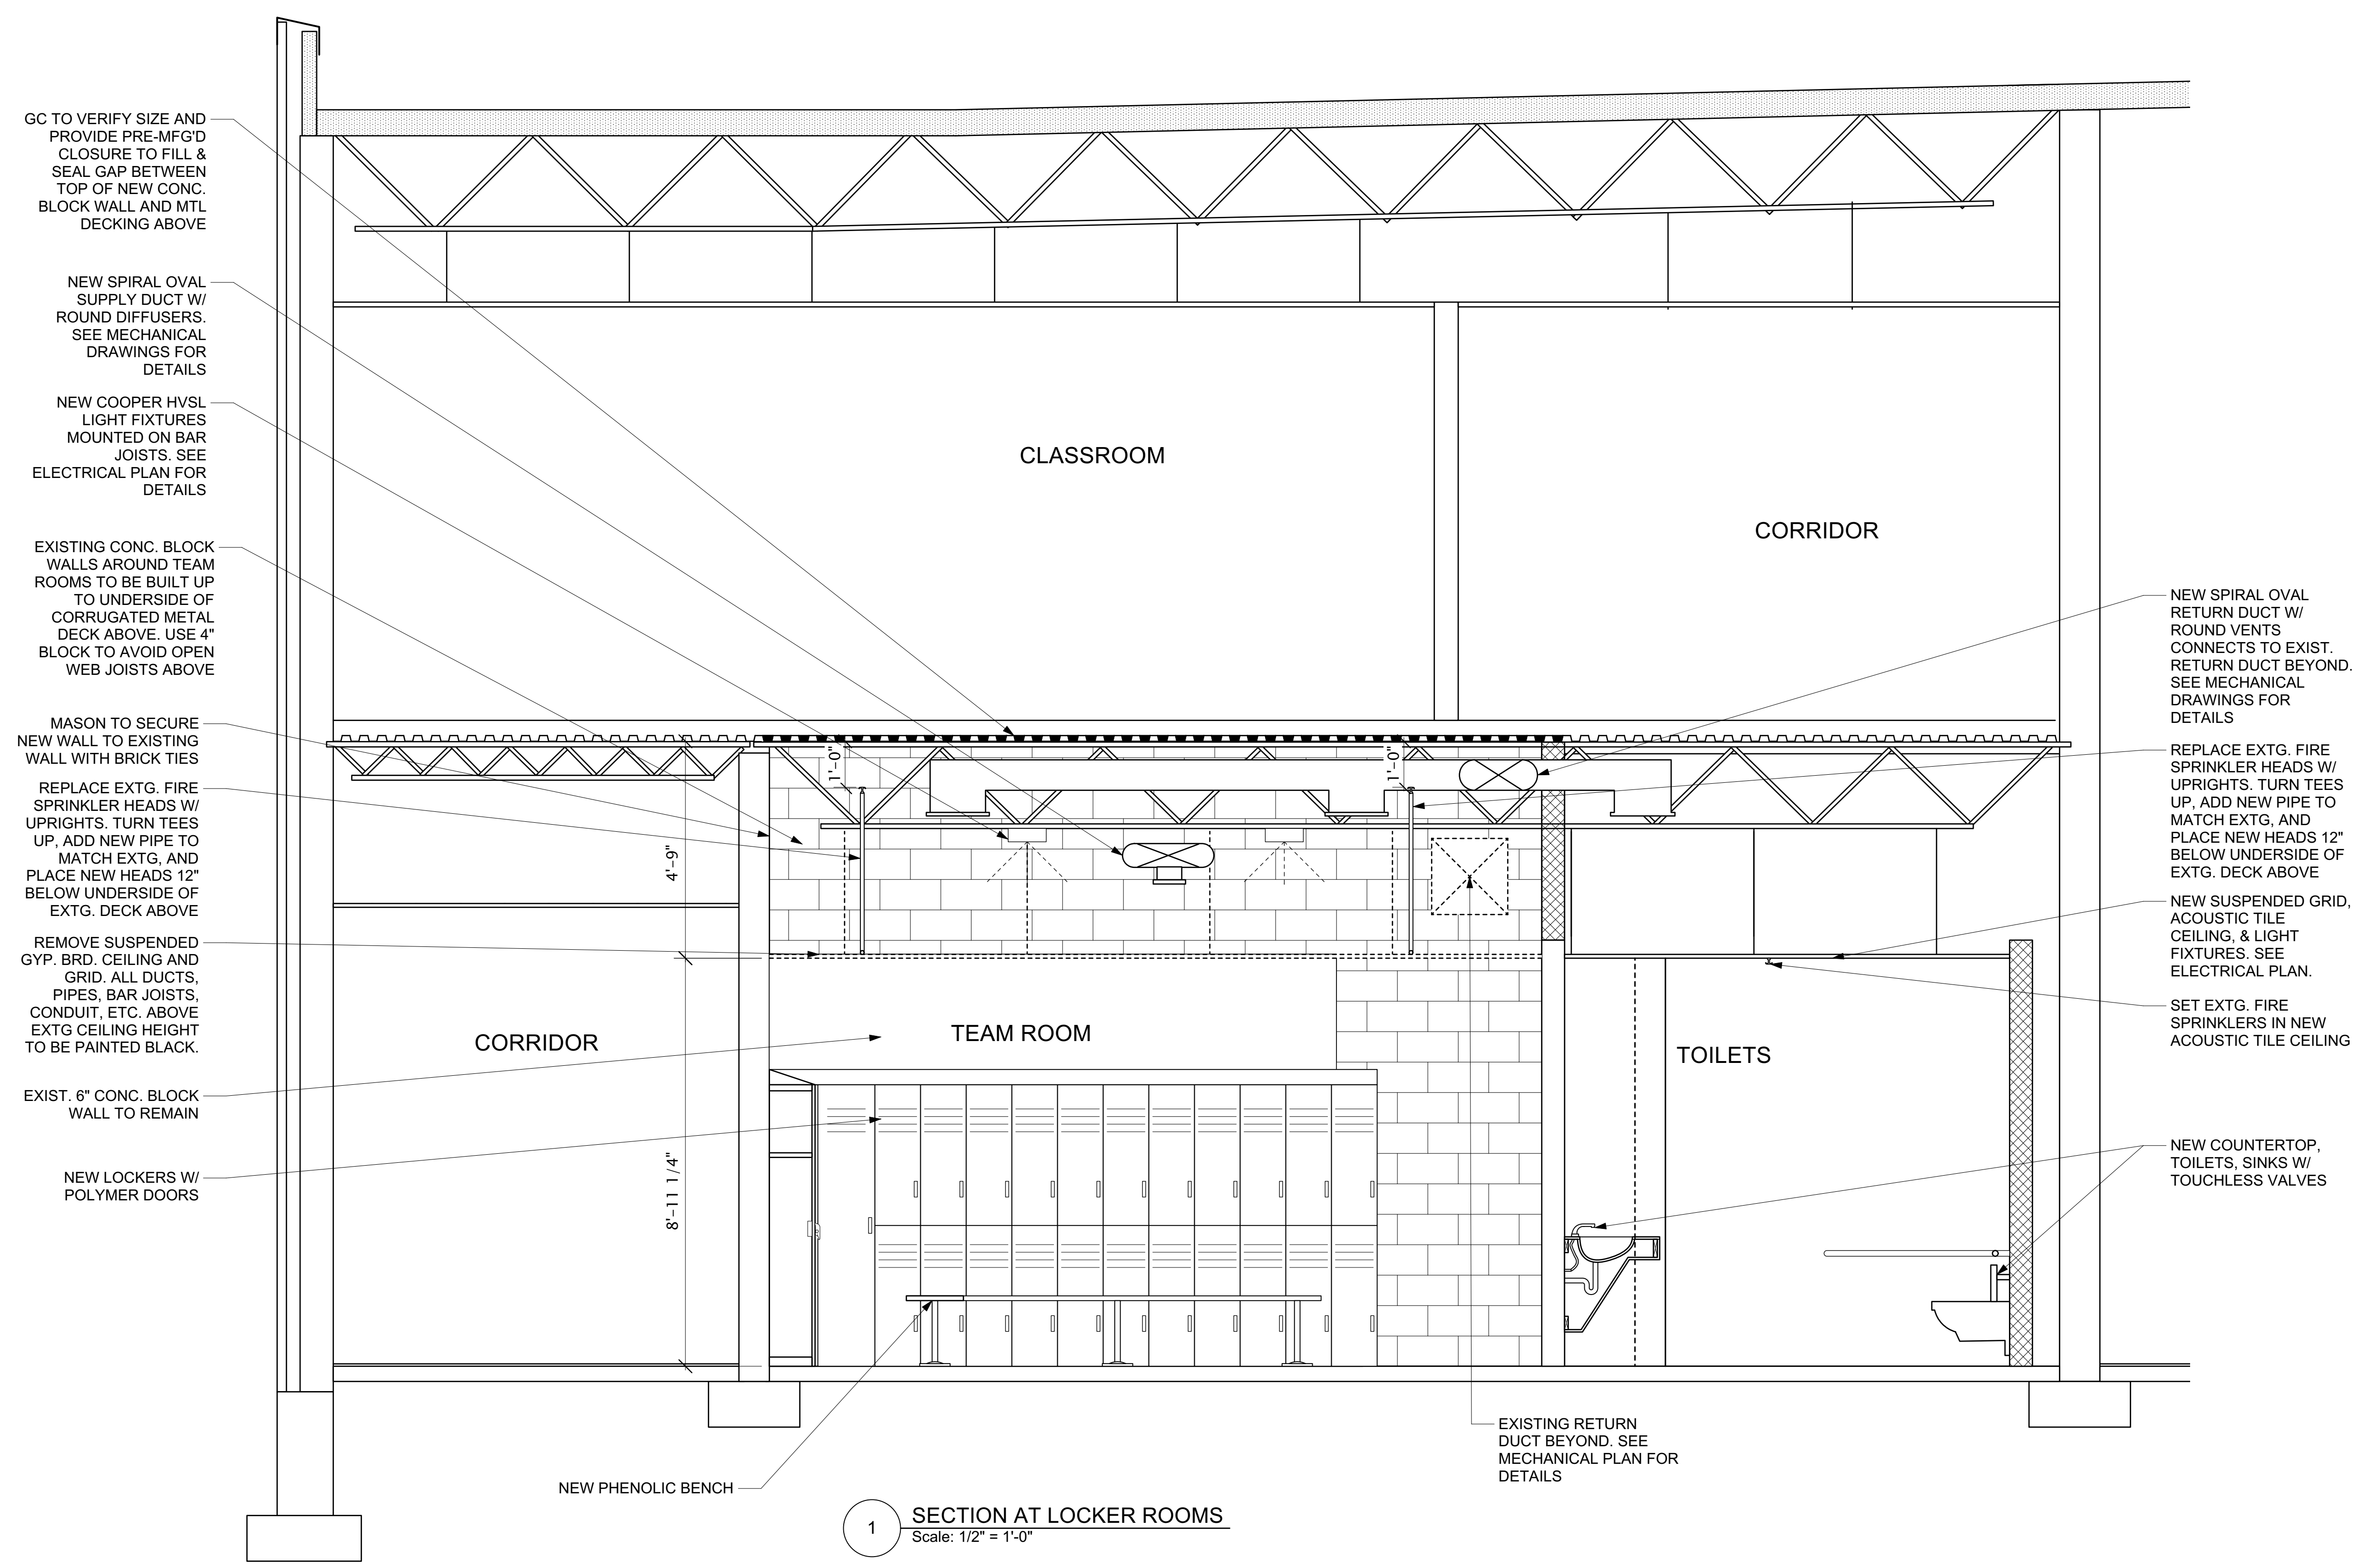 GC TO VERIFY SIZE AND
PROVIDE PRE-MFG'D
CLOSURE TO FILL &
SEAL GAP BETWEEN
TOP OF NEW CONC.
BLOCK WALL AND MTL
DECKING ABOVE
NEW SPIRAL OVAL
SUPPLY DUCT W/
ROUND DIFFUSERS.
SEE MECHANICAL
DRAWINGS FOR
DETAILS
NEW COOPER HVSL
LIGHT FIXTURES
MOUNTED ON BAR
JOISTS. SEE
ELECTRICAL PLAN FOR
DETAILS
EXISTING CONC. BLOCK
WALLS AROUND TEAM
ROOMS TO BE BUILT UP
TO UNDERSIDE OF
CORRUGATED METAL
DECK ABOVE. USE 4"
BLOCK TO AVOID OPEN
WEB JOISTS ABOVE
MASON TO SECURE
NEW WALL TO EXISTING
WALL WITH BRICK TIES
REPLACE EXTG. FIRE
SPRINKLER HEADS W/
UPRIGHTS. TURN TEES
UP, ADD NEW PIPE TO
MATCH EXTG, AND
PLACE NEW HEADS 12"
BELOW UNDERSIDE OF
EXTG. DECK ABOVE
REMOVE SUSPENDED
GYP. BRD. CEILING AND
GRID. ALL DUCTS,
PIPES, BAR JOISTS,
CONDUIT, ETC. ABOVE
EXTG CEILING HEIGHT
TO BE PAINTED BLACK.
EXIST. 6" CONC. BLOCK
WALL TO REMAIN
NEW LOCKERS W/
POLYMER DOORS
CLASSROOM
CORRIDOR
1'-0"
1'-0"
4'-9"
8'-11 1/4"
CORRIDOR
TEAM ROOM
TOILETS
NEW SPIRAL OVAL
RETURN DUCT W/
ROUND VENTS
CONNECTS TO EXIST.
RETURN DUCT BEYOND.
SEE MECHANICAL
DRAWINGS FOR
DETAILS
REPLACE EXTG. FIRE
SPRINKLER HEADS W/
UPRIGHTS. TURN TEES
UP, ADD NEW PIPE TO
MATCH EXTG, AND
PLACE NEW HEADS 12"
BELOW UNDERSIDE OF
EXTG. DECK ABOVE
NEW SUSPENDED GRID,
ACOUSTIC TILE
CEILING, & LIGHT
FIXTURES. SEE
ELECTRICAL PLAN.
SET EXTG. FIRE
SPRINKLERS IN NEW
ACOUSTIC TILE CEILING
NEW COUNTERTOP,
TOILETS, SINKS W/
TOUCHLESS VALVES
EXISTING RETURN
DUCT BEYOND. SEE
MECHANICAL PLAN FOR
DETAILS
NEW PHENOLIC BENCH
1
SECTION AT LOCKER ROOMS
Scale: 1/2" = 1'-0"